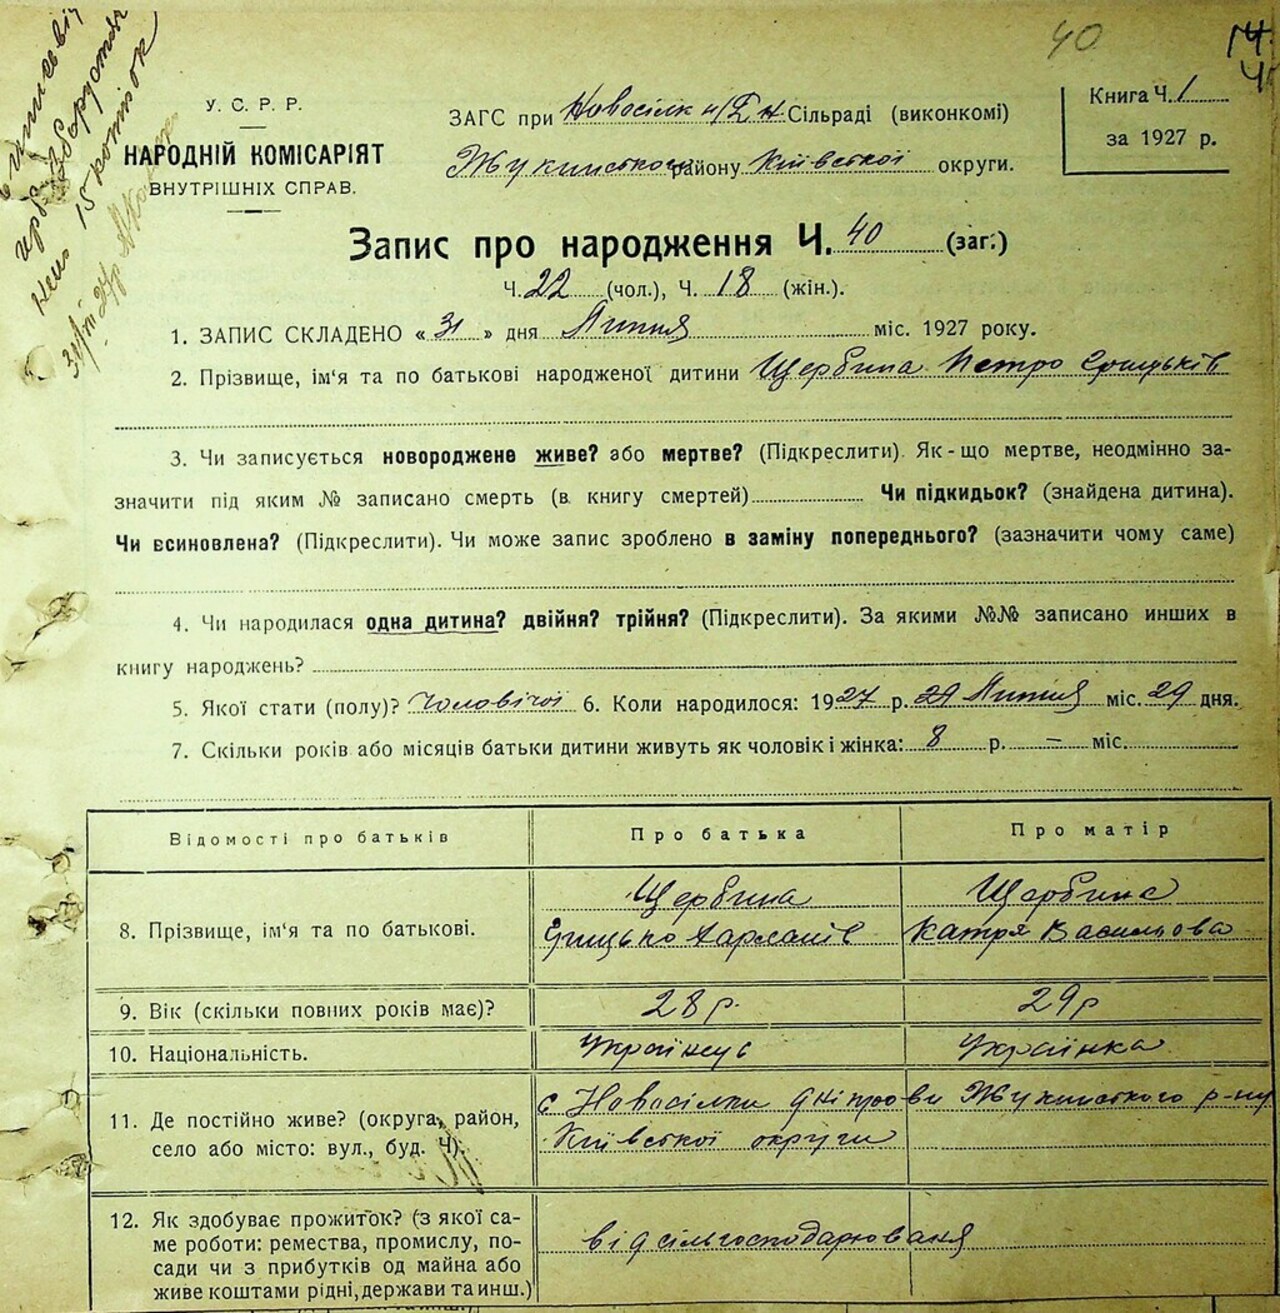 40
14
15 копійок
У. С. Р. Р.
НАРОДНІЙ КОМІСАРІЯТ
ВНУТРІШНІХ СПРАВ.
ЗАГС при Новосілк н/Дн. Сільраді (виконкомі)
Жукинського району Київської округи.
Книга Ч. 1
за 1927 р.
Запис про народження Ч. 40 (заг.)
Ч. 22 (чол.), Ч. 18 (жін.).
1. ЗАПИС СКЛАДЕНО « 31 » дня Липня міс. 1927 року.
2. Прізвище, ім'я та по батькові народженої дитини Щербина Петро Грицьків
3. Чи записується новороджене живе? або мертве? (Підкреслити). Як-що мертве, неодмінно за-
значити під яким № записано смерть (в книгу смертей) Чи підкидьок? (знайдена дитина).
Чи всиновлена? (Підкреслити). Чи може запис зроблено в заміну попереднього? (зазначити чому саме)
4. Чи народилася одна дитина? двійня? трійня? (Підкреслити). За якими №№ записано инших в
книгу народжень?
5. Якої стати (полу)? Чоловічої 6. Коли народилося: 1927 р. 29 Липня міс. 29 дня.
7. Скільки років або місяців батьки дитини живуть як чоловік і жінка: 8 р. — міс.
Відомості про батьків Про батька Про матір
8. Прізвище, ім'я та по батькові. Щербина Щербина
Грицько Варламів Катря Васильова
9. Вік (скільки повних років має)? 28 р. 29 р
10. Національність. Українець Українка
11. Де постійно живе? (округа, район,
село або місто: вул., буд. Ч).
с Новосілки Дніпрові Жукинського р-ну
Київської округи
12. Як здобуває прожиток? (з якої са-
ме роботи: ремества, промислу, по-
сади чи з прибутків од майна або
живе коштами рідні, держави та инш.)
від сільгосподарювання